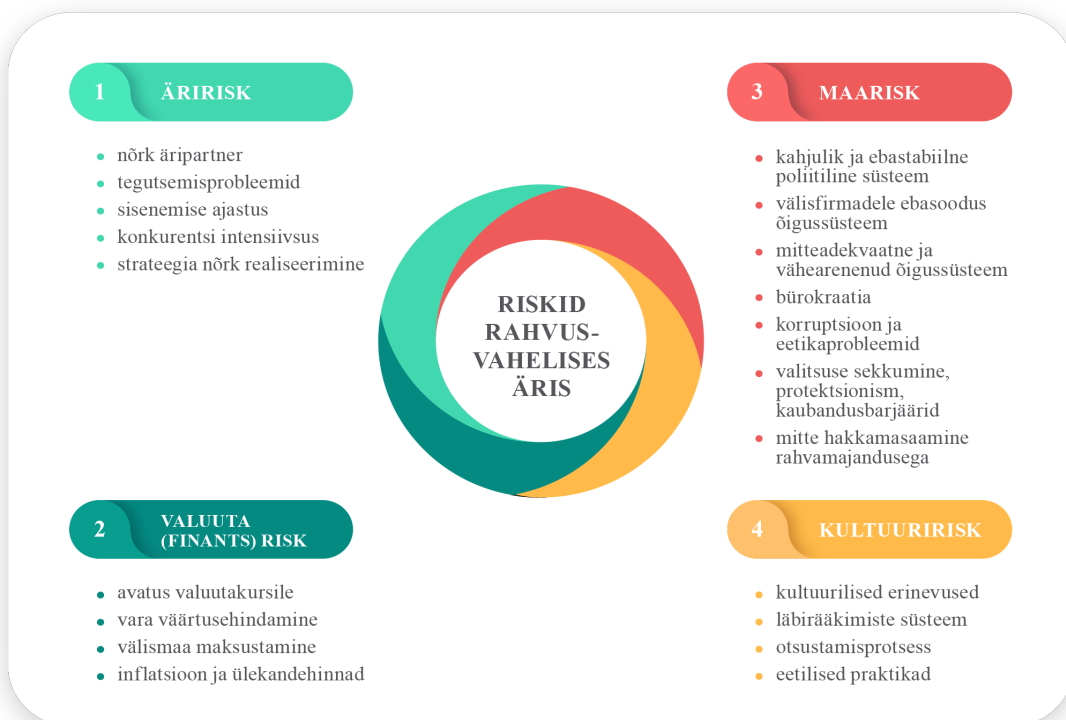 1
ÄRIRISK
nõrk äripartner
tegutsemisprobleemid
sisenemise ajastus
konkurentsi intensiivsus
strateegia nõrk realiseerimine
2
VALUUTA
(FINANTS) RISK
avatus valuutakursile
vara väärtusehindamine
välismaa maksustamine
inflatsioon ja ülekandehinnad
RISKID
RAHVUS-
VAHELISES
ÄRIS
3
MAARISK
kahjulik ja ebastabiilne
poliitiline süsteem
välisfirmadele ebasoodus
õigussüsteem
mitteadekvaatne ja
vähearenenud õigussüsteem
bürokraatia
korruptsioon ja
eetikaprobleemid
valitsuse sekkumine,
protektsionism,
kaubandusbarjäärid
mitte hakkamasaamine
rahvamajandusega
4
KULTUURIRISK
kultuurilised erinevused
läbirääkimiste süsteem
otsustamisprotsess
eetilised praktikad